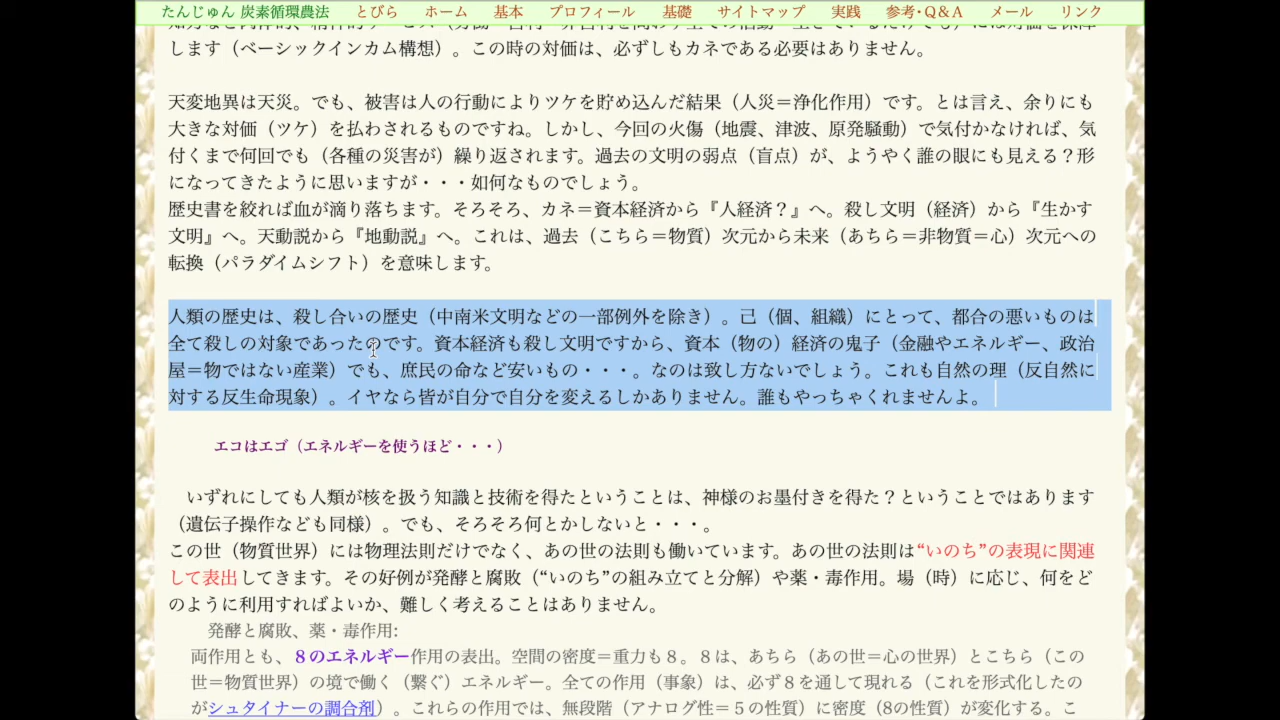 たんじゅん 炭素循環農法　とびら　ホーム　基本　プロフィール　基礎　サイトマップ　実践　参考･Q&A　メール　リンク
します（ベーシックインカム構想）。この時の対価は、必ずしもカネである必要はありません。
天変地異は天災。でも、被害は人の行動によりツケを貯め込んだ結果（人災＝浄化作用）です。とは言え、余りにも
大きな対価（ツケ）を払わされるものですね。しかし、今回の火傷（地震、津波、原発騒動）で気付かなければ、気
付くまで何回でも（各種の災害が）繰り返されます。過去の文明の弱点（盲点）が、ようやく誰の眼にも見える？形
になってきたように思いますが・・・如何なものでしょう。
歴史書を絞れば血が滴り落ちます。そろそろ、カネ＝資本経済から『人経済？』へ。殺し文明（経済）から『生かす
文明』へ。天動説から『地動説』へ。これは、過去（こちら＝物質）次元から未来（あちら＝非物質＝心）次元への
転換（パラダイムシフト）を意味します。
人類の歴史は、殺し合いの歴史（中南米文明などの一部例外を除き）。己（個、組織）にとって、都合の悪いものは
全て殺しの対象であったのです。資本経済も殺し文明ですから、資本（物の）経済の鬼子（金融やエネルギー、政治
屋＝物ではない産業）でも、庶民の命など安いもの・・・。なのは致し方ないでしょう。これも自然の理（反自然に
対する反生命現象）。イヤなら皆が自分で自分を変えるしかありません。誰もやっちゃくれませんよ。
エコはエゴ（エネルギーを使うほど・・・）
いずれにしても人類が核を扱う知識と技術を得たということは、神様のお墨付きを得た？ということではあります
（遺伝子操作なども同様）。でも、そろそろ何とかしないと・・・。
この世（物質世界）には物理法則だけでなく、あの世の法則も働いています。あの世の法則は“いのち”の表現に関連
して表出してきます。その好例が発酵と腐敗（“いのち”の組み立てと分解）や薬・毒作用。場（時）に応じ、何をど
のように利用すればよいか、難しく考えることはありません。
発酵と腐敗、薬・毒作用:
両作用とも、８のエネルギー作用の表出。空間の密度＝重力も８。８は、あちら（あの世＝心の世界）とこちら（この
世＝物質世界）の境で働く（繋ぐ）エネルギー。全ての作用（事象）は、必ず８を通して現れる（これを形式化したの
がシュタイナーの調合剤）。これらの作用では、無段階（アナログ性＝５の性質）に密度（8の性質）が変化する。こ